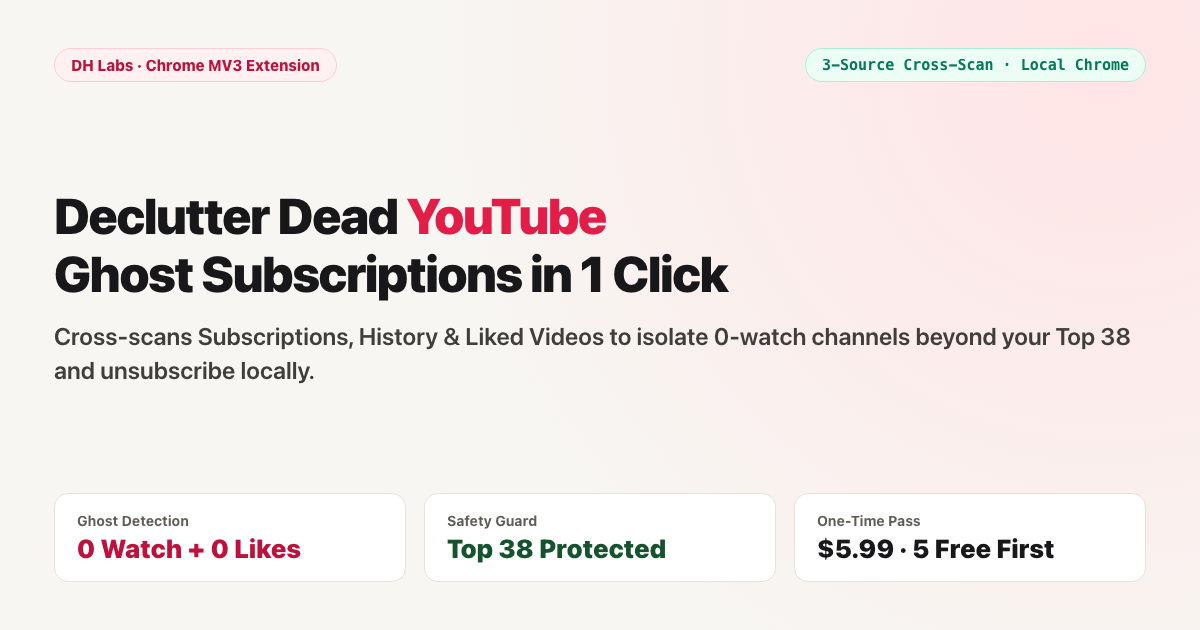 DH Labs · Chrome MV3 Extension
3-Source Cross-Scan · Local Chrome
Declutter Dead YouTube
Ghost Subscriptions in 1 Click
Cross-scans Subscriptions, History & Liked Videos to isolate 0-watch channels beyond your Top 38
and unsubscribe locally.
Ghost Detection
0 Watch + 0 Likes
Safety Guard
Top 38 Protected
One-Time Pass
$5.99 · 5 Free First